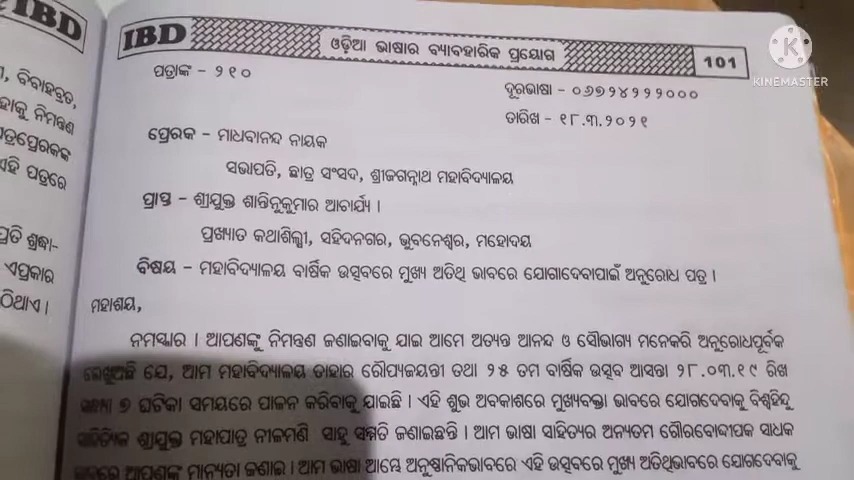 IBD
IBD
ଓଡ଼ିଆ ଭାଷାର ବ୍ୟାବହାରିକ ପ୍ରୟୋଗ
101
KINEMASTER
ପତ୍ରାଙ୍କ - ୨୧୦
ଦୂରଭାଷା - ୦୬୭୨୪୨୨୨୦୦୦
ତାରିଖ - ୧୮.୩.୨୦୨୧
ପ୍ରେରକ - ମାଧବାନନ୍ଦ ନାୟକ
ସଭାପତି, ଛାତ୍ର ସଂସଦ, ଶ୍ରୀଜଗନ୍ନାଥ ମହାବିଦ୍ୟାଳୟ
ପ୍ରାପ୍ତ - ଶ୍ରୀଯୁକ୍ତ ଶାନ୍ତିନୁକୁମାର ଆଚାର୍ଯ୍ୟ ।
ପ୍ରଖ୍ୟାତ କଥାଶିଳ୍ପୀ, ସହିଦନଗର, ଭୁବନେଶ୍ୱର, ମହୋଦୟ
ବିଷୟ - ମହାବିଦ୍ୟାଳୟ ବାର୍ଷିକ ଉତ୍ସବରେ ମୁଖ୍ୟ ଅତିଥି ଭାବରେ ଯୋଗଦେବାପାଇଁ ଅନୁରୋଧ ପତ୍ର ।
ମହାଶୟ,
ନମସ୍କାର । ଆପଣଙ୍କୁ ନିମନ୍ତ୍ରଣ ଜଣାଇବାକୁ ଯାଇ ଆମେ ଅତ୍ୟନ୍ତ ଆନନ୍ଦ ଓ ସୌଭାଗ୍ୟ ମନେକରି ଅନୁରୋଧପୂର୍ବକ
ଲେଖୁଅଛି ଯେ, ଆମ ମହାବିଦ୍ୟାଳୟ ତାହାର ରୌପ୍ୟଜୟନ୍ତୀ ତଥା ୨୫ ତମ ବାର୍ଷିକ ଉତ୍ସବ ଆସନ୍ତା ୨୮.୦୩.୧୯ ରିଖ
ସନ୍ଧ୍ୟା ୭ ଘଟିକା ସମୟରେ ପାଳନ କରିବାକୁ ଯାଇଛି । ଏହି ଶୁଭ ଅବକାଶରେ ମୁଖ୍ୟବକ୍ତା ଭାବରେ ଯୋଗଦେବାକୁ ବିଶ୍ୱହିନ୍ଦୁ
ସାହିତ୍ୟିକ ଶ୍ରୀଯୁକ୍ତ ମହାପାତ୍ର ନୀଳମଣି ସାହୁ ସମ୍ମତି ଜଣାଇଛନ୍ତି । ଆମ ଭାଷା ସାହିତ୍ୟର ଅନ୍ୟତମ ଗୌରବୋଦ୍ଦୀପକ ସାଧକ
ଆପଣଙ୍କୁ ମାନ୍ୟତା ଜଣାଇ । ଆମ ଭାଷା ଆମ୍ଭେ ଅନୁଷ୍ଠାନିକଭାବରେ ଏହି ଉତ୍ସବରେ ମୁଖ୍ୟ ଅତିଥିଭାବରେ ଯୋଗଦେବାକୁ